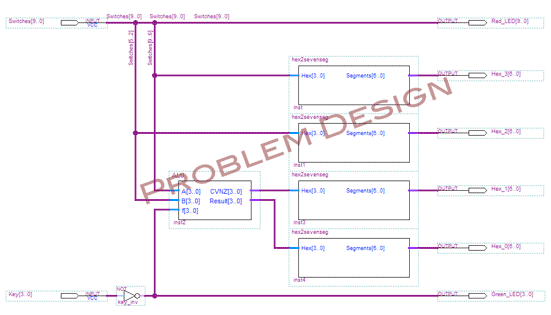 Switches[9..0] Switches[9..0] Switches[9..0]
Switches[9..0] INPUT VCC OUTPUT Red_LED[9..0]
Switches[5..2] Switches[9..6]
hex2sevenseg
Hex[3..0] Segments[6..0] OUTPUT Hex_3[6..0]
inst
hex2sevenseg
Hex[3..0] Segments[6..0] OUTPUT Hex_2[6..0]
inst1
PROBLEM DESIGN
ALU
hex2sevenseg
A[3..0] CVNZ[3..0] Hex[3..0] Segments[6..0] OUTPUT Hex_1[6..0]
B[3..0] Result[3..0]
f[3..0]
inst2 inst3
hex2sevenseg
Hex[3..0] Segments[6..0] OUTPUT Hex_0[6..0]
inst4
Key[3..0] INPUT VCC NOT OUTPUT Green_LED[3..0]
key_inv